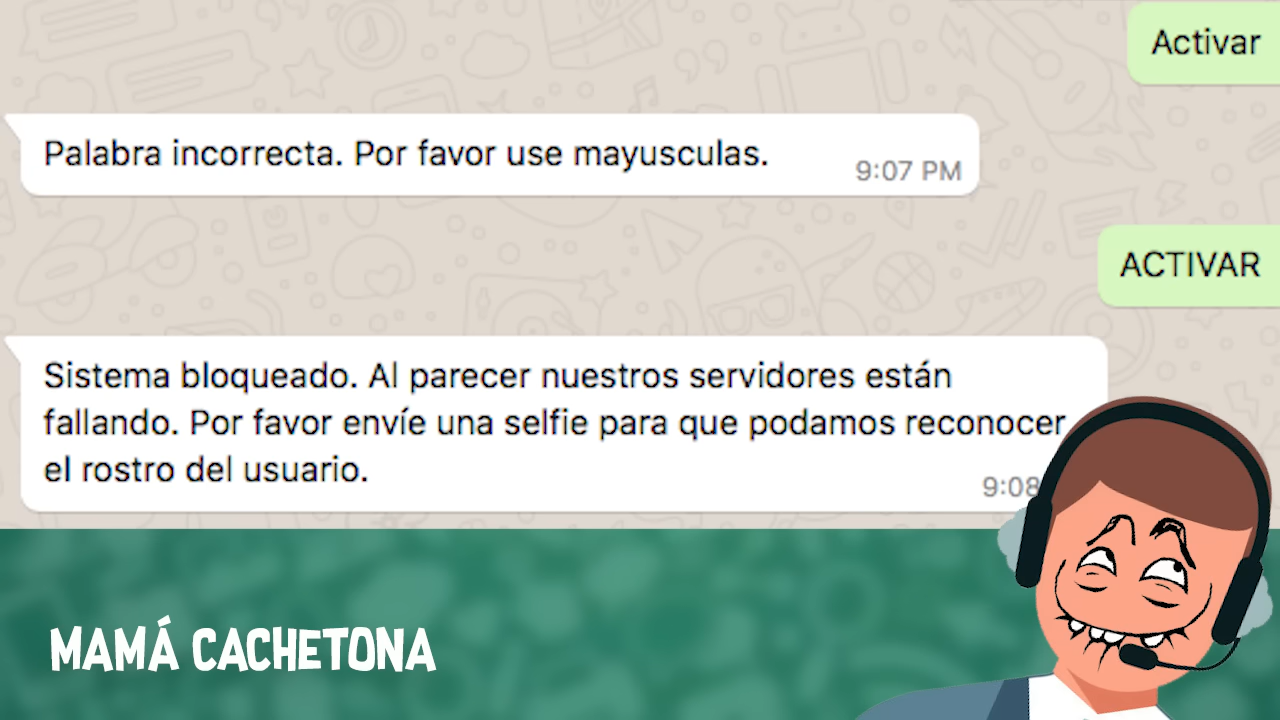 Activar
Palabra incorrecta. Por favor use mayusculas.
9:07 PM
ACTIVAR
Sistema bloqueado. Al parecer nuestros servidores están
fallando. Por favor envíe una selfie para que podamos reconocer
el rostro del usuario.
9:08
MAMÁ CACHETONA